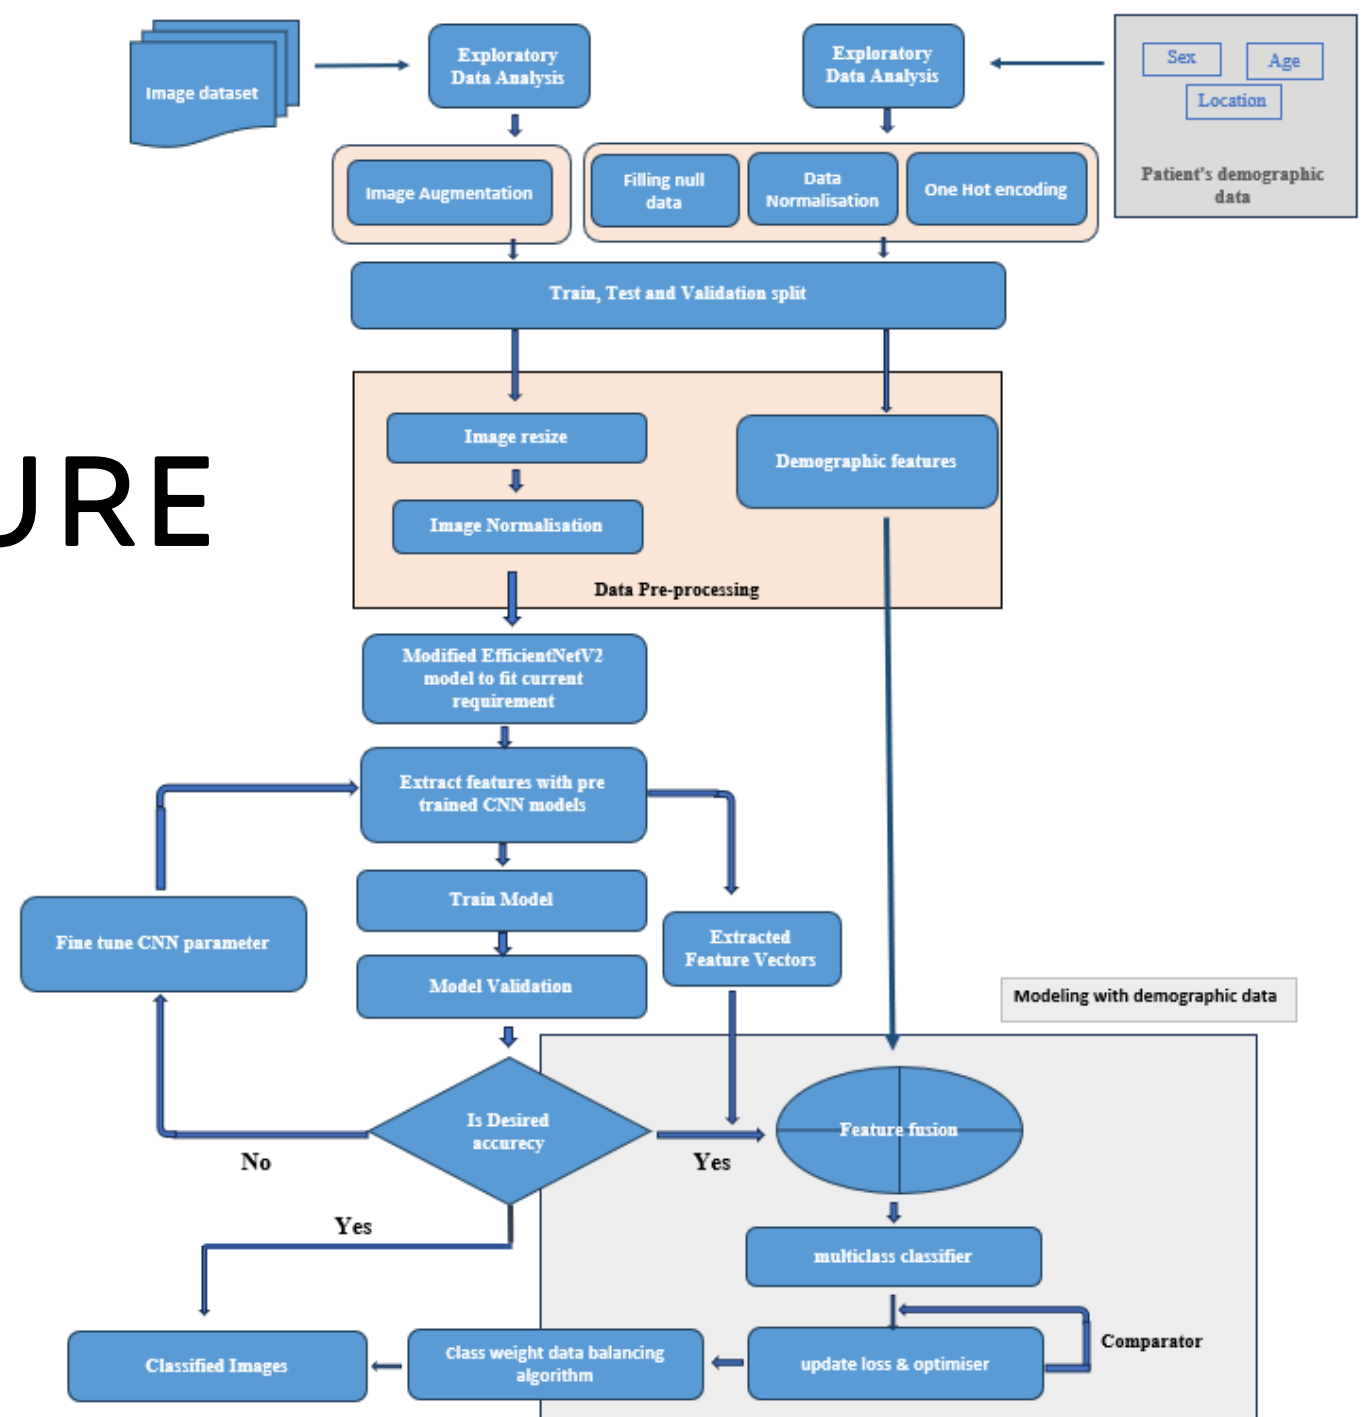 Image dataset
Exploratory
Data Analysis
Exploratory
Data Analysis
Sex
Age
Location
Patient's demographic
data
Image Augmentation
Filling null
data
Data
Normalisation
One Hot encoding
Train, Test and Validation split
URE
Image resize
Image Normalisation
Demographic features
Data Pre-processing
Modified EfficientNetV2
model to fit current
requirement
Extract features with pre
trained CNN models
Train Model
Fine tune CNN parameter
Extracted
Feature Vectors
Model Validation
Modeling with demographic data
Is Desired
accurecy
No
Yes
Feature fusion
Yes
multiclass classifier
Comparator
Classified Images
Class weight data balancing
algorithm
update loss & optimiser